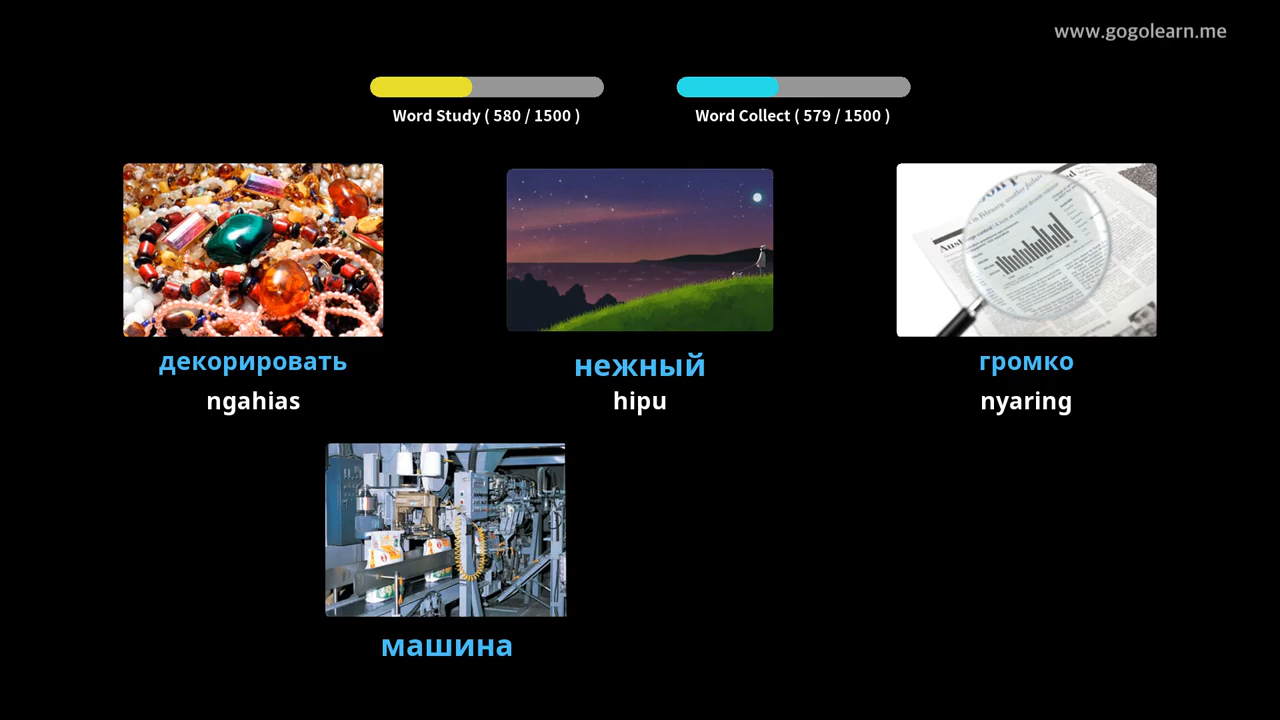 www.gogolearn.me
Word Study ( 580 / 1500 )
Word Collect ( 579 / 1500 )
декорировать
ngahias
нежный
hipu
громко
nyaring
машина